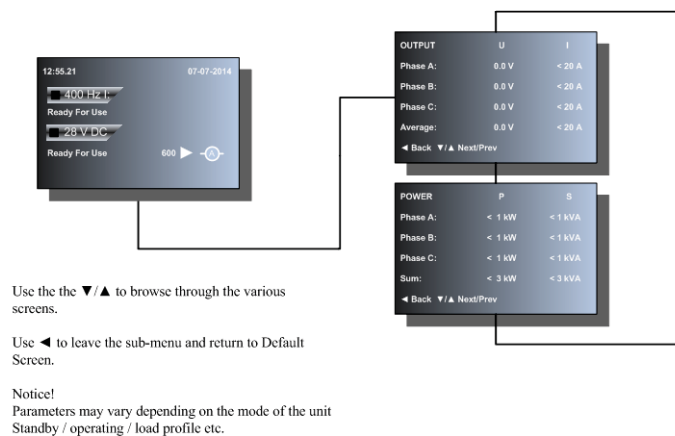 12:55.21 07-07-2014
400 Hz I.
Ready For Use
28 V DC
Ready For Use 600 ▶ A
OUTPUT U I
Phase A: 0.0 V < 20 A
Phase B: 0.0 V < 20 A
Phase C: 0.0 V < 20 A
Average: 0.0 V < 20 A
◄ Back ▼/▲ Next/Prev
POWER P S
Phase A: < 1 kW < 1 kVA
Phase B: < 1 kW < 1 kVA
Phase C: < 1 kW < 1 kVA
Sum: < 3 kW < 3 kVA
◄ Back ▼/▲ Next/Prev
Use the the ▼/▲ to browse through the various
screens.
Use ◄ to leave the sub-menu and return to Default
Screen.
Notice!
Parameters may vary depending on the mode of the unit
Standby / operating / load profile etc.